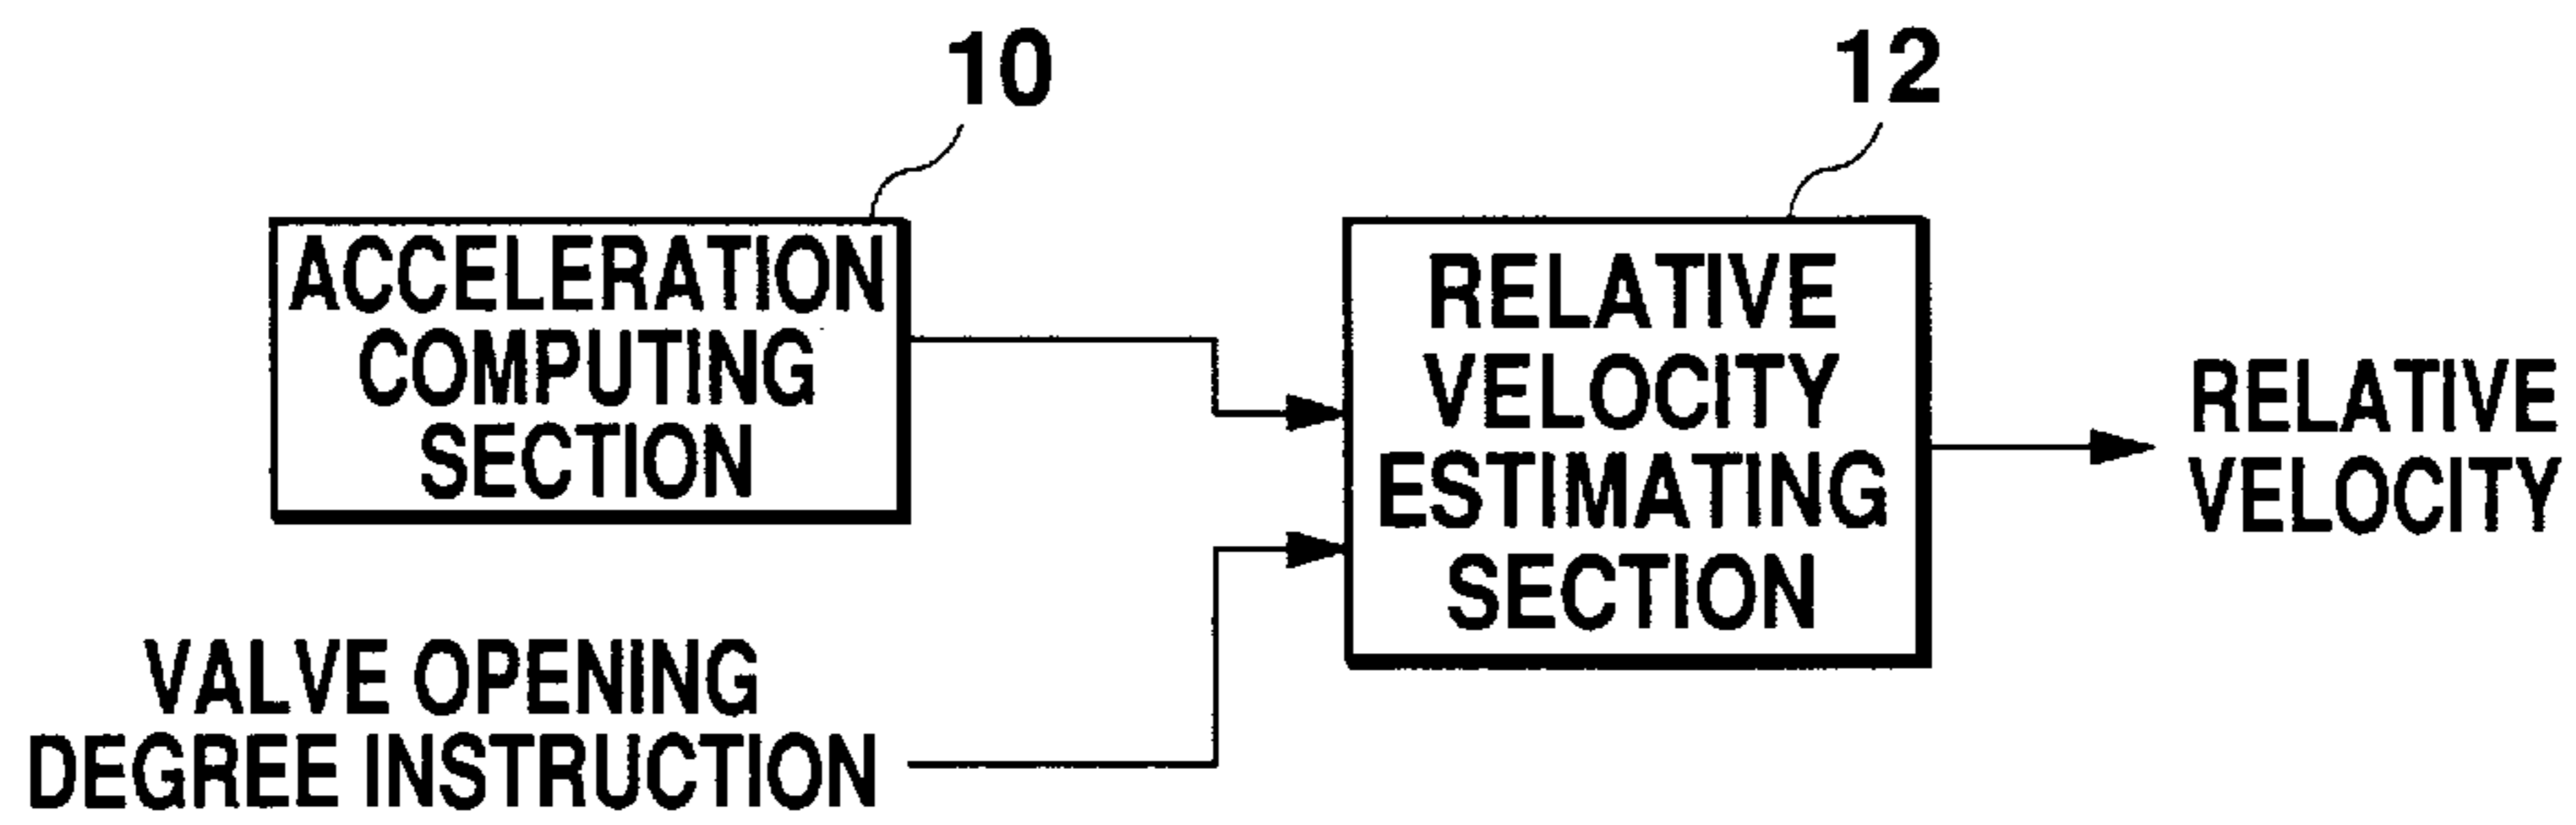 10
12
ACCELERATION
COMPUTING
SECTION
RELATIVE
VELOCITY
ESTIMATING
SECTION
RELATIVE
VELOCITY
VALVE OPENING
DEGREE INSTRUCTION